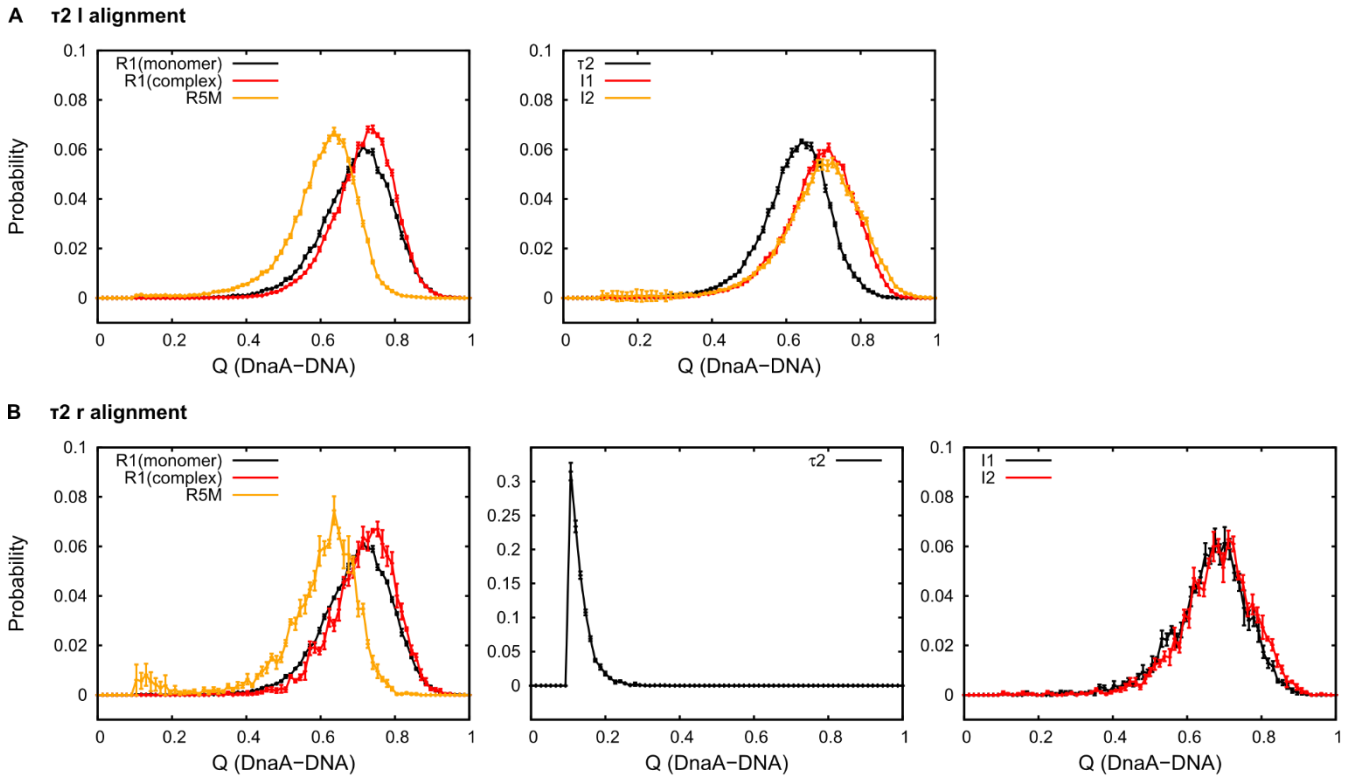 A τ2 l alignment
R1(monomer)
R1(complex)
R5M
τ2
I1
I2
0.1
0.08
0.06
0.04
0.02
0
Probability
0 0.2 0.4 0.6 0.8 1
Q (DnaA−DNA)
0.1
0.08
0.06
0.04
0.02
0
0 0.2 0.4 0.6 0.8 1
Q (DnaA−DNA)
B τ2 r alignment
R1(monomer)
R1(complex)
R5M
0.1
0.08
0.06
0.04
0.02
0
Probability
0 0.2 0.4 0.6 0.8 1
Q (DnaA−DNA)
τ2
0.3
0.25
0.2
0.15
0.1
0.05
0
0 0.2 0.4 0.6 0.8 1
Q (DnaA−DNA)
I1
I2
0.1
0.08
0.06
0.04
0.02
0
0 0.2 0.4 0.6 0.8 1
Q (DnaA−DNA)